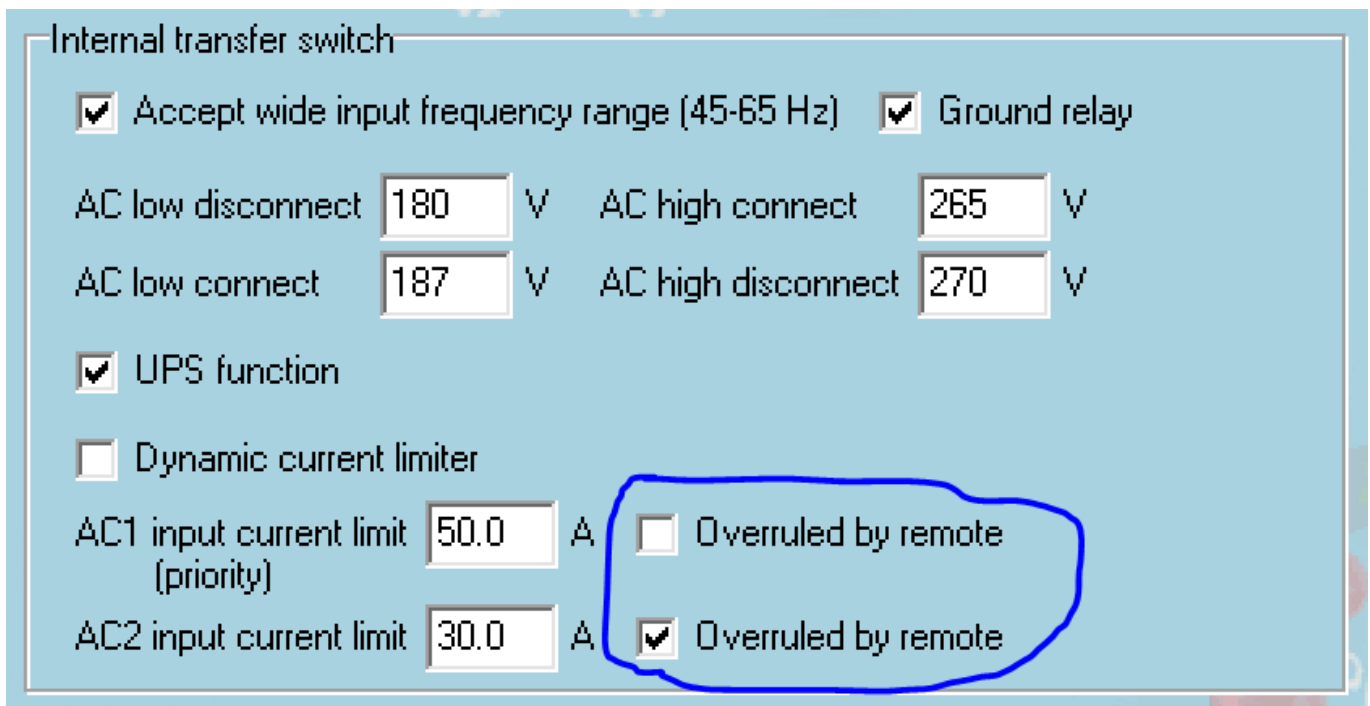 Internal transfer switch
Accept wide input frequency range (45-65 Hz) Ground relay
AC low disconnect 180 V AC high connect 265 V
AC low connect 187 V AC high disconnect 270 V
UPS function
Dynamic current limiter
AC1 input current limit 50.0 A Overruled by remote
(priority)
AC2 input current limit 30.0 A Overruled by remote